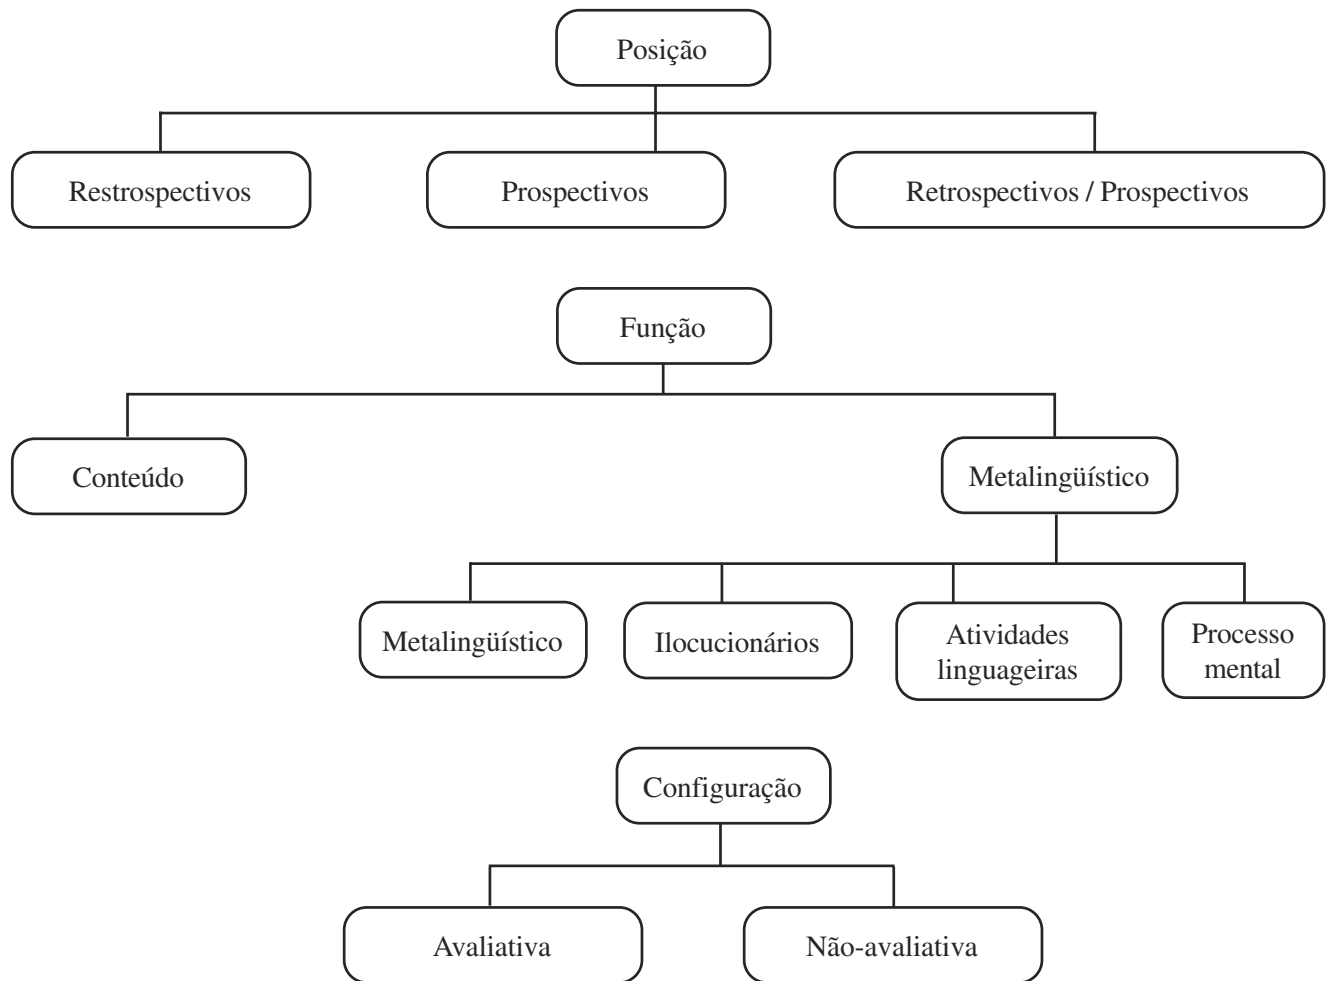 Posição
Restrospectivos
Prospectivos
Retrospectivos / Prospectivos
Função
Conteúdo
Metalingüístico
Metalingüístico
Ilocucionários
Atividades
linguageiras
Processo
mental
Configuração
Avaliativa
Não-avaliativa